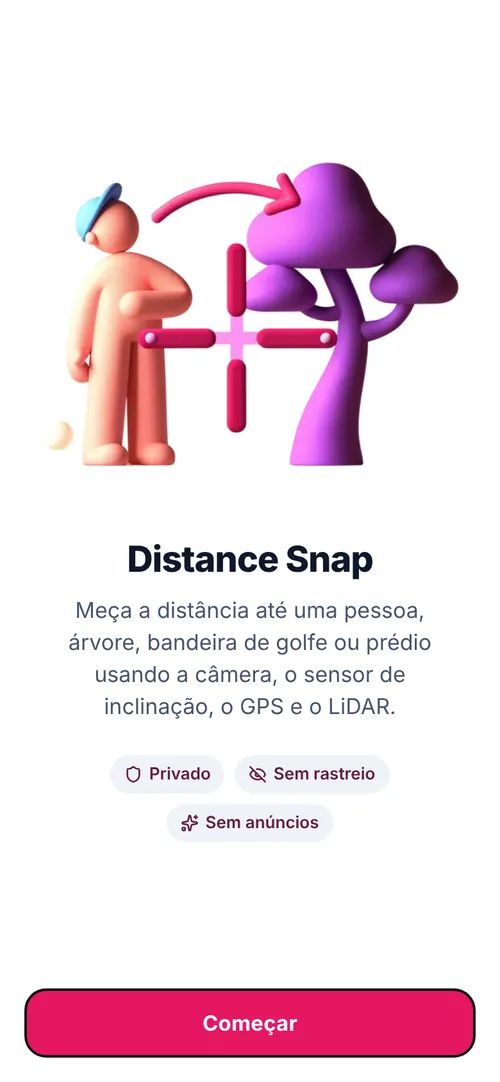 Distance Snap
Meça a distância até uma pessoa,
árvore, bandeira de golfe ou prédio
usando a câmera, o sensor de
inclinação, o GPS e o LiDAR.
Privado
Sem rastreio
Sem anúncios
Começar